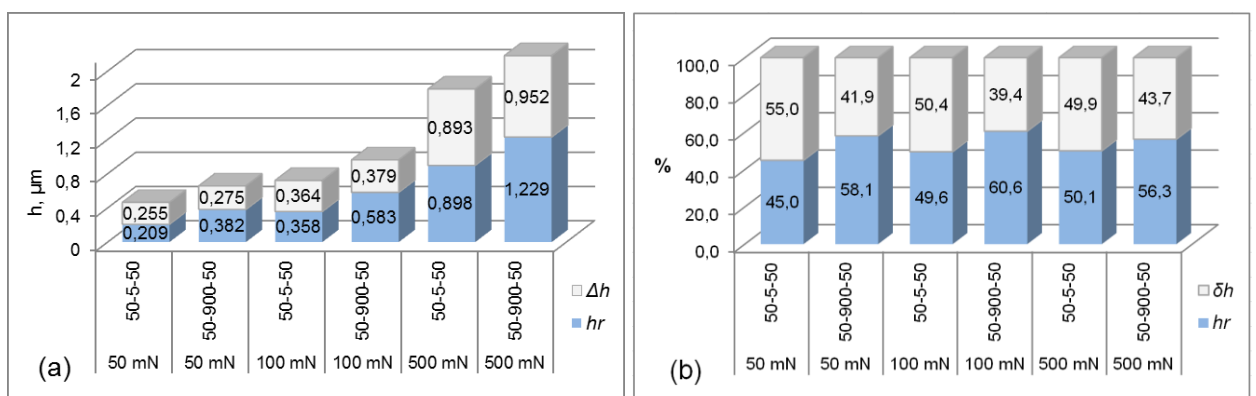 2
1,6
1,2
0,8
0,4
0
h, µm
0,255
0,275
0,364
0,379
0,893
0,952
0,209
0,382
0,358
0,583
0,898
1,229
50-5-50
50-900-50
50-5-50
50-900-50
50-5-50
50-900-50
50 mN
50 mN
100 mN
100 mN
500 mN
500 mN
Δh
hr
(a)
100,0
80,0
60,0
40,0
20,0
0,0
%
55,0
41,9
50,4
39,4
49,9
43,7
45,0
58,1
49,6
60,6
50,1
56,3
50-5-50
50-900-50
50-5-50
50-900-50
50-5-50
50-900-50
50 mN
50 mN
100 mN
100 mN
500 mN
500 mN
δh
hr
(b)